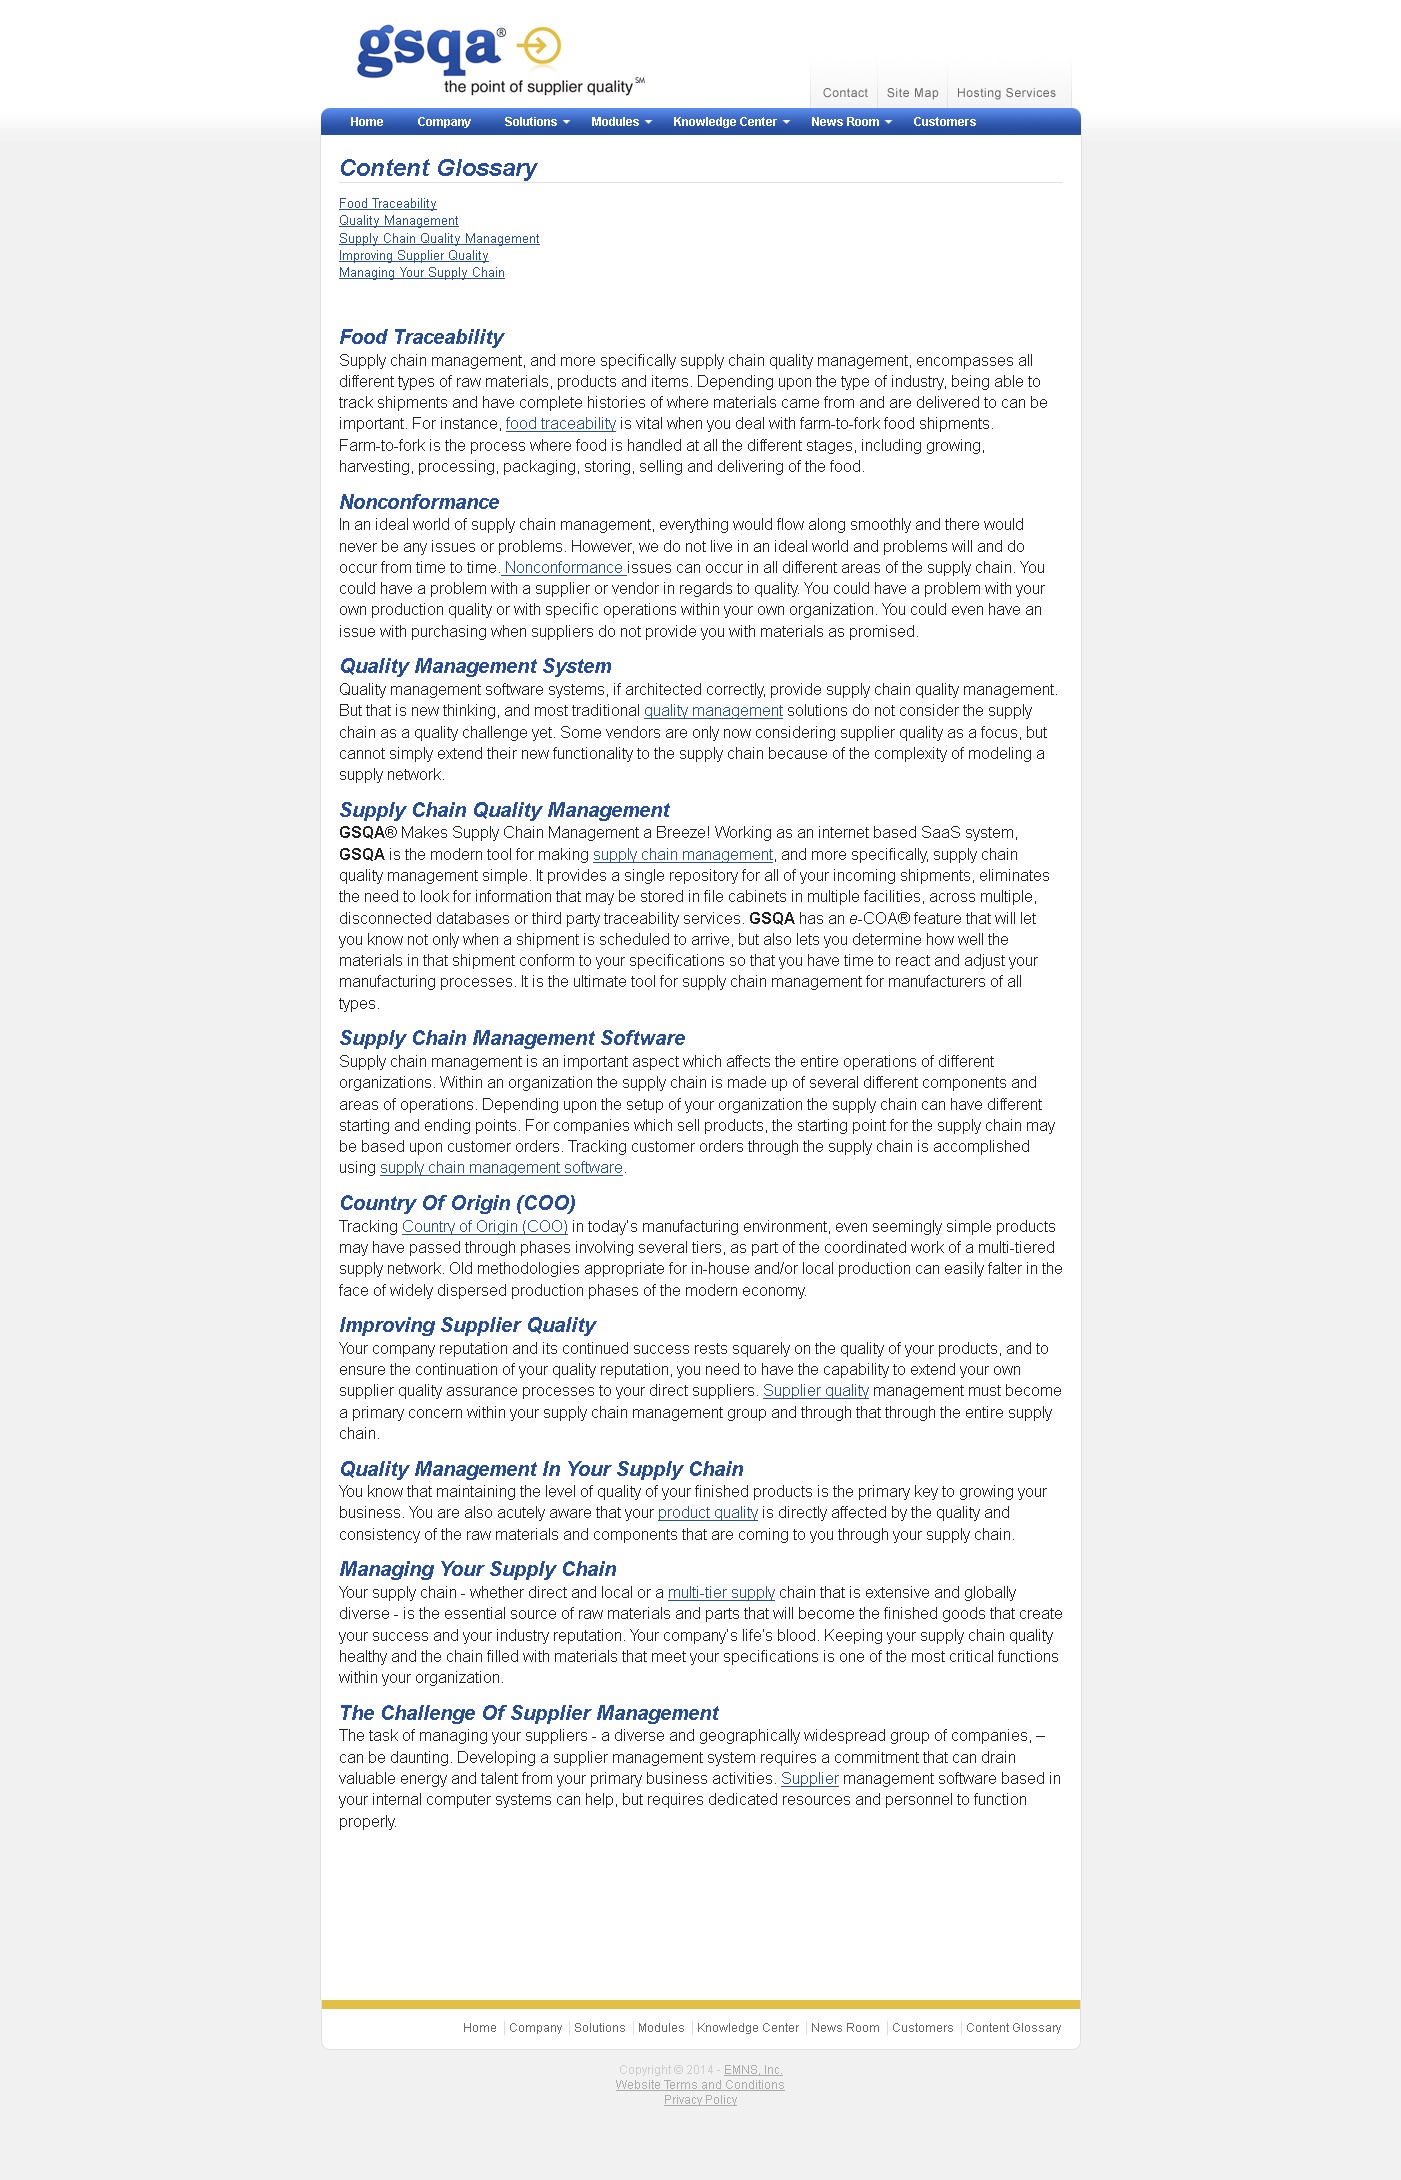 gsqa®
the point of supplier quality℠
Contact
Site Map
Hosting Services
Home
Company
Solutions
Modules
Knowledge Center
News Room
Customers
Content Glossary
Food Traceability
Quality Management
Supply Chain Quality Management
Improving Supplier Quality
Managing Your Supply Chain
Food Traceability
Supply chain management, and more specifically supply chain quality management, encompasses all
different types of raw materials, products and items. Depending upon the type of industry, being able to
track shipments and have complete histories of where materials came from and are delivered to can be
important. For instance, food traceability is vital when you deal with farm-to-fork food shipments.
Farm-to-fork is the process where food is handled at all the different stages, including growing,
harvesting, processing, packaging, storing, selling and delivering of the food.
Nonconformance
In an ideal world of supply chain management, everything would flow along smoothly and there would
never be any issues or problems. However, we do not live in an ideal world and problems will and do
occur from time to time. Nonconformance issues can occur in all different areas of the supply chain. You
could have a problem with a supplier or vendor in regards to quality. You could have a problem with your
own production quality or with specific operations within your own organization. You could even have an
issue with purchasing when suppliers do not provide you with materials as promised.
Quality Management System
Quality management software systems, if architected correctly, provide supply chain quality management.
But that is new thinking, and most traditional quality management solutions do not consider the supply
chain as a quality challenge yet. Some vendors are only now considering supplier quality as a focus, but
cannot simply extend their new functionality to the supply chain because of the complexity of modeling a
supply network.
Supply Chain Quality Management
GSQA® Makes Supply Chain Management a Breeze! Working as an internet based SaaS system,
GSQA is the modern tool for making supply chain management, and more specifically, supply chain
quality management simple. It provides a single repository for all of your incoming shipments, eliminates
the need to look for information that may be stored in file cabinets in multiple facilities, across multiple,
disconnected databases or third party traceability services. GSQA has an e-COA® feature that will let
you know not only when a shipment is scheduled to arrive, but also lets you determine how well the
materials in that shipment conform to your specifications so that you have time to react and adjust your
manufacturing processes. It is the ultimate tool for supply chain management for manufacturers of all
types.
Supply Chain Management Software
Supply chain management is an important aspect which affects the entire operations of different
organizations. Within an organization the supply chain is made up of several different components and
areas of operations. Depending upon the setup of your organization the supply chain can have different
starting and ending points. For companies which sell products, the starting point for the supply chain may
be based upon customer orders. Tracking customer orders through the supply chain is accomplished
using supply chain management software.
Country Of Origin (COO)
Tracking Country of Origin (COO) in today's manufacturing environment, even seemingly simple products
may have passed through phases involving several tiers, as part of the coordinated work of a multi-tiered
supply network. Old methodologies appropriate for in-house and/or local production can easily falter in the
face of widely dispersed production phases of the modern economy.
Improving Supplier Quality
Your company reputation and its continued success rests squarely on the quality of your products, and to
ensure the continuation of your quality reputation, you need to have the capability to extend your own
supplier quality assurance processes to your direct suppliers. Supplier quality management must become
a primary concern within your supply chain management group and through that through the entire supply
chain.
Quality Management In Your Supply Chain
You know that maintaining the level of quality of your finished products is the primary key to growing your
business. You are also acutely aware that your product quality is directly affected by the quality and
consistency of the raw materials and components that are coming to you through your supply chain.
Managing Your Supply Chain
Your supply chain - whether direct and local or a multi-tier supply chain that is extensive and globally
diverse - is the essential source of raw materials and parts that will become the finished goods that create
your success and your industry reputation. Your company's life's blood. Keeping your supply chain quality
healthy and the chain filled with materials that meet your specifications is one of the most critical functions
within your organization.
The Challenge Of Supplier Management
The task of managing your suppliers - a diverse and geographically widespread group of companies, –
can be daunting. Developing a supplier management system requires a commitment that can drain
valuable energy and talent from your primary business activities. Supplier management software based in
your internal computer systems can help, but requires dedicated resources and personnel to function
properly.
Home
Company
Solutions
Modules
Knowledge Center
News Room
Customers
Content Glossary
Copyright © 2014 - EMNS, Inc.
Website Terms and Conditions
Privacy Policy